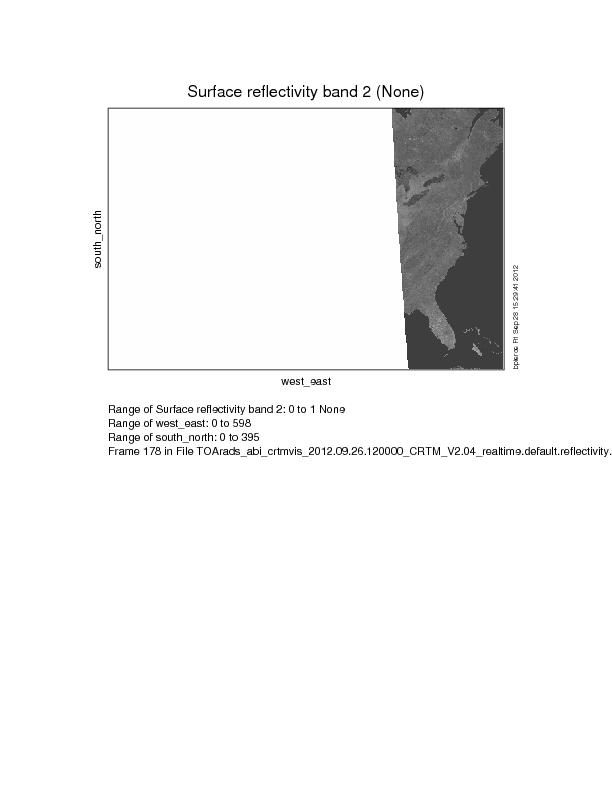 Surface reflectivity band 2 (None)
south_north
west_east
bpierce Fri Sep 28 15:29:41 2012
Range of Surface reflectivity band 2: 0 to 1 None
Range of west_east: 0 to 598
Range of south_north: 0 to 395
Frame 178 in File TOArads_abi_crtmvis_2012.09.26.120000_CRTM_V2.04_realtime.default.reflectivity.